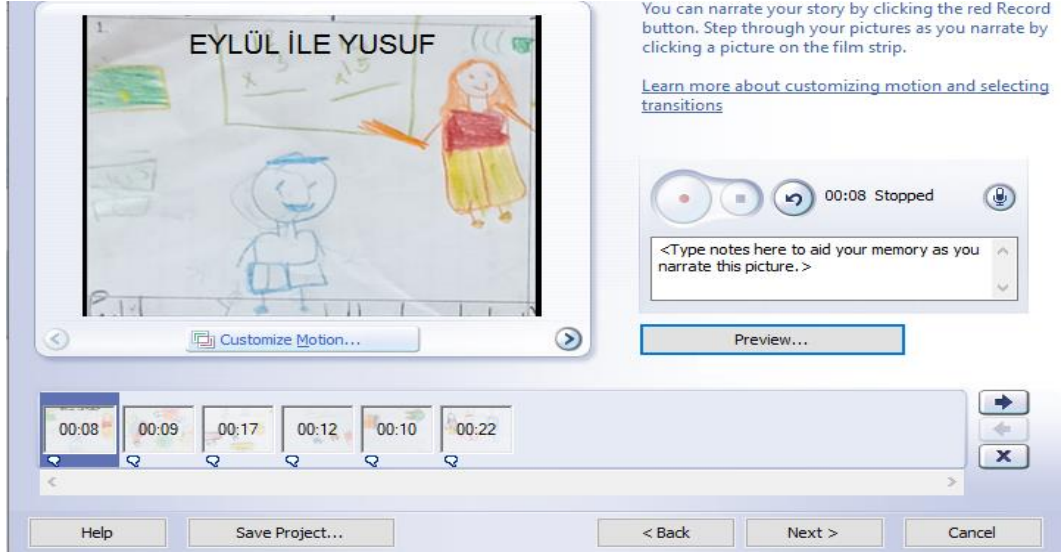 You can narrate your story by clicking the red Record
button. Step through your pictures as you narrate by
clicking a picture on the film strip.
Learn more about customizing motion and selecting
transitions
1.
EYLÜL İLE YUSUF
x 3
x15
Customize Motion...
00:08 Stopped
<Type notes here to aid your memory as you
narrate this picture.>
Preview...
00:08 00:09 00:17 00:12 00:10 00:22
Help Save Project... < Back Next > Cancel